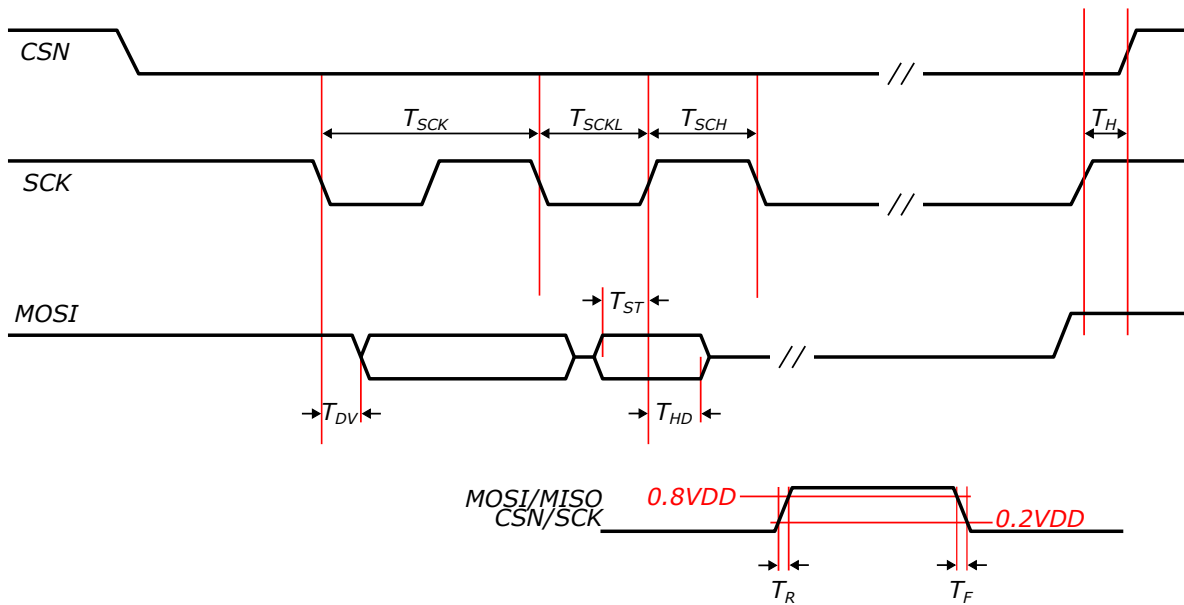 CSN
T_SCK T_SCKL T_SCH T_H
SCK
T_ST
MOSI
T_DV T_HD
MOSI/MISO 0.8VDD
CSN/SCK 0.2VDD
T_R T_F